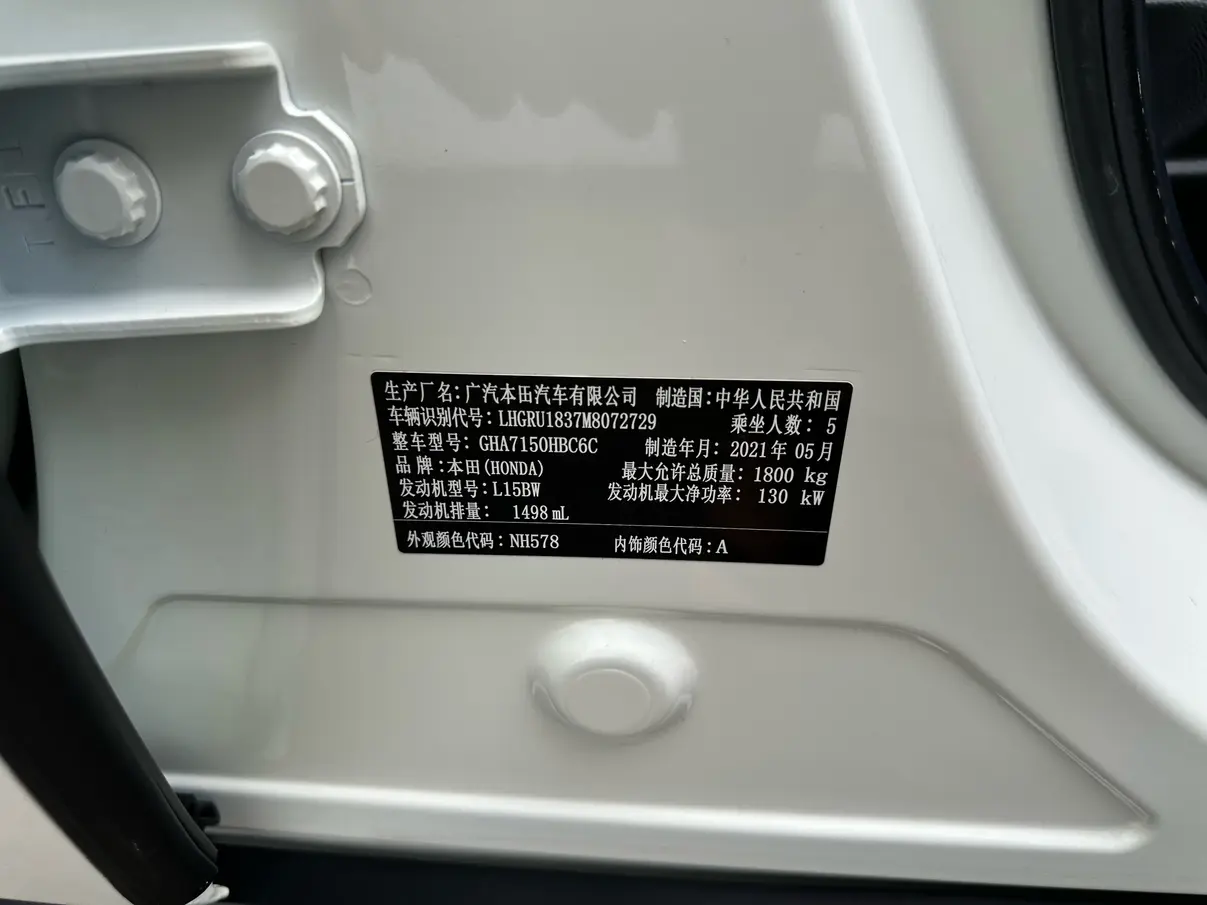 生产厂名：广汽本田汽车有限公司 制造国：中华人民共和国
车辆识别代号：LHGRU1837M8072729 乘坐人数：5
整车型号：GHA7150HBC6C 制造年月：2021年05月
品牌：本田(HONDA) 最大允许总质量：1800 kg
发动机型号：L15BW 发动机最大净功率：130 kW
发动机排量：1498 mL
外观颜色代码：NH578 内饰颜色代码：A